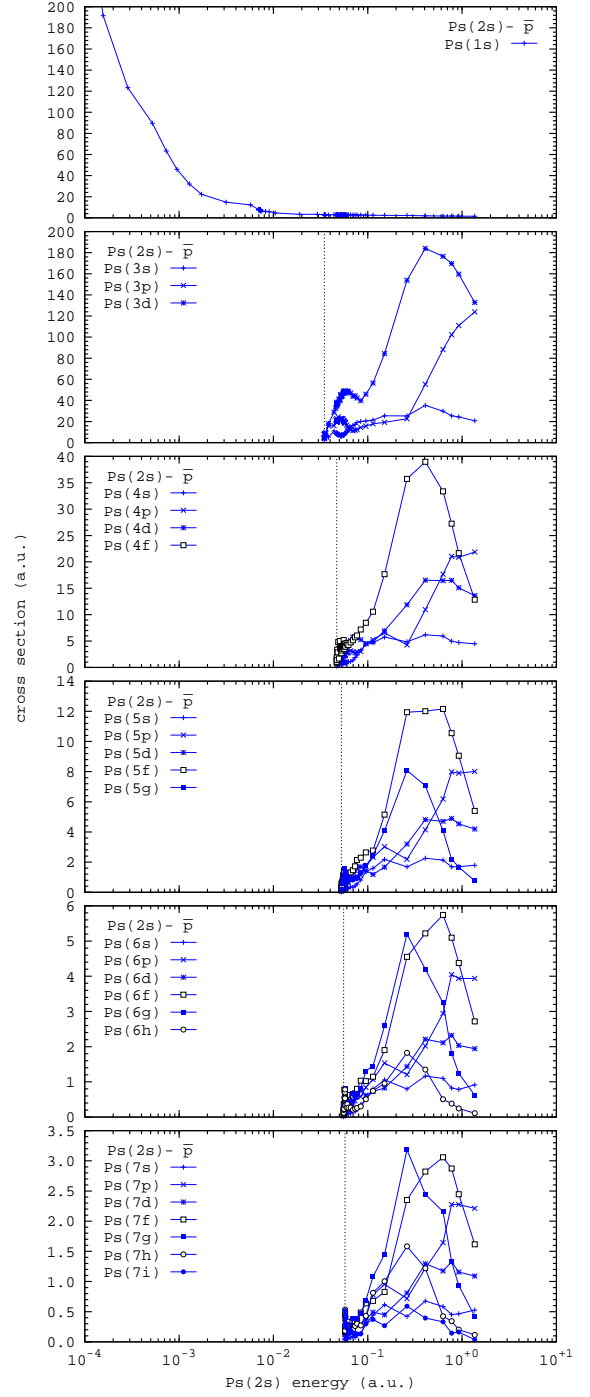 200
180
160
140
120
100
80
60
40
20
0
Ps(2s)- p̅
Ps(1s)
200
180
160
140
120
100
80
60
40
20
0
Ps(2s)- p̅
Ps(3s)
Ps(3p)
Ps(3d)
40
35
30
25
20
15
10
5
0
Ps(2s)- p̅
Ps(4s)
Ps(4p)
Ps(4d)
Ps(4f)
cross section (a.u.)
14
12
10
8
6
4
2
0
Ps(2s)- p̅
Ps(5s)
Ps(5p)
Ps(5d)
Ps(5f)
Ps(5g)
6
5
4
3
2
1
0
Ps(2s)- p̅
Ps(6s)
Ps(6p)
Ps(6d)
Ps(6f)
Ps(6g)
Ps(6h)
3.5
3.0
2.5
2.0
1.5
1.0
0.5
0.0
Ps(2s)- p̅
Ps(7s)
Ps(7p)
Ps(7d)
Ps(7f)
Ps(7g)
Ps(7h)
Ps(7i)
10⁻⁴ 10⁻³ 10⁻² 10⁻¹ 10⁺⁰ 10⁺¹
Ps(2s) energy (a.u.)